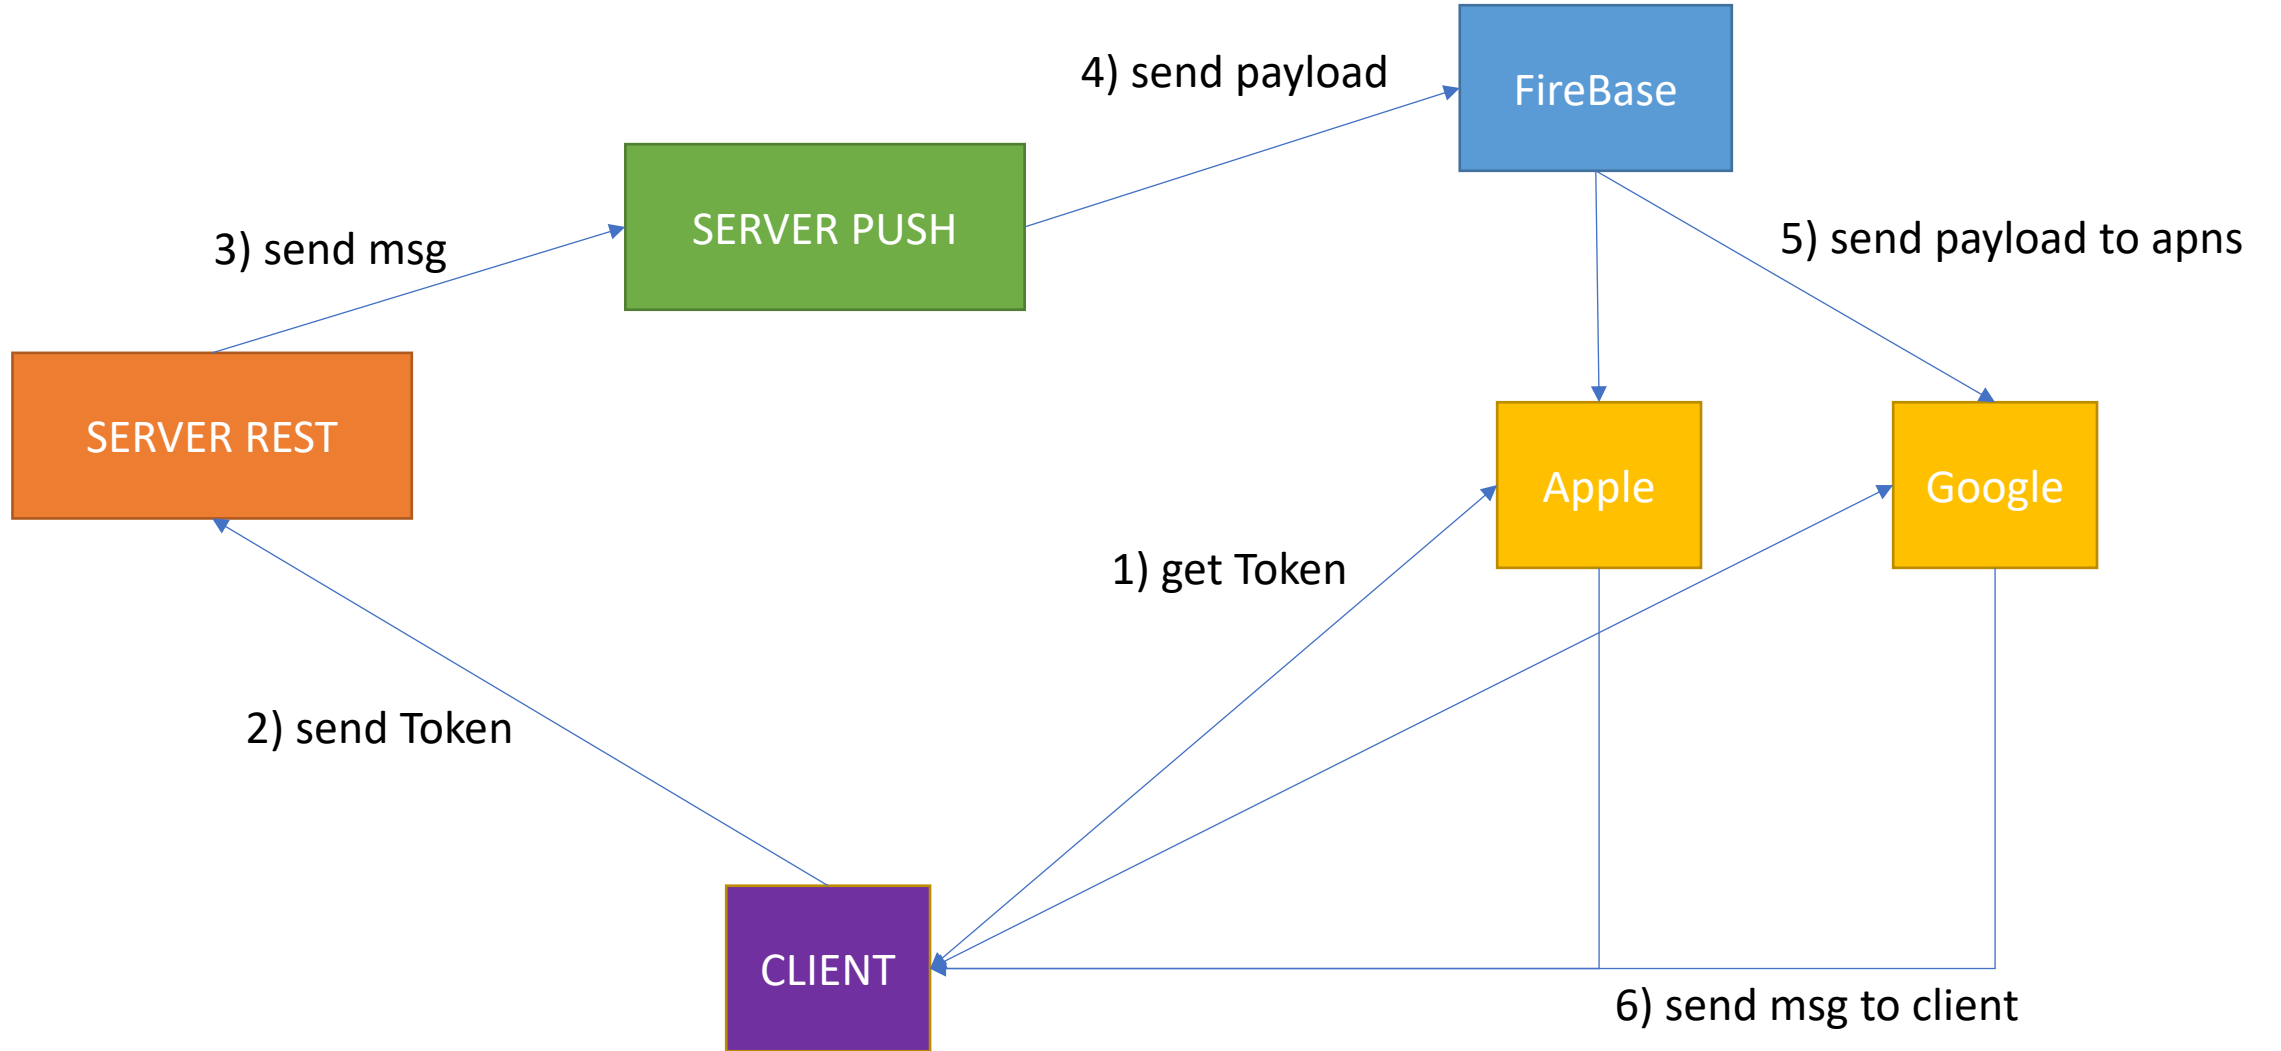 4) send payload
FireBase
SERVER PUSH
3) send msg
5) send payload to apns
SERVER REST
Apple
Google
1) get Token
2) send Token
CLIENT
6) send msg to client